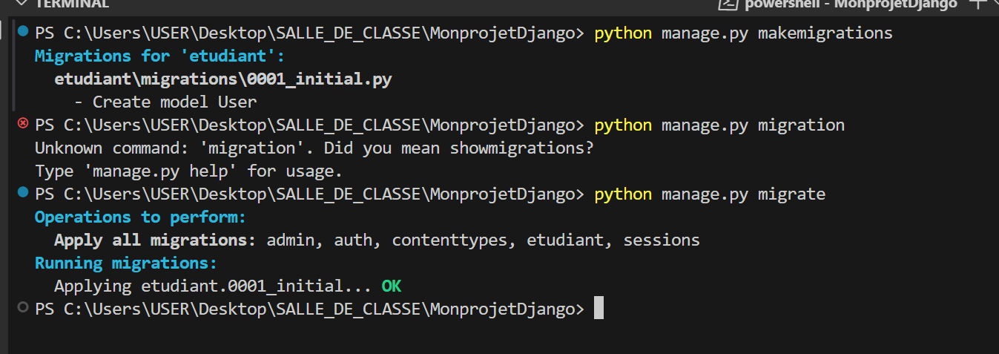 TERMINAL
powershell - MonprojetDjango
PS C:\Users\USER\Desktop\SALLE_DE_CLASSE\MonprojetDjango> python manage.py makemigrations
Migrations for 'etudiant':
etudiant\migrations\0001_initial.py
- Create model User
PS C:\Users\USER\Desktop\SALLE_DE_CLASSE\MonprojetDjango> python manage.py migration
Unknown command: 'migration'. Did you mean showmigrations?
Type 'manage.py help' for usage.
PS C:\Users\USER\Desktop\SALLE_DE_CLASSE\MonprojetDjango> python manage.py migrate
Operations to perform:
Apply all migrations: admin, auth, contenttypes, etudiant, sessions
Running migrations:
Applying etudiant.0001_initial... OK
PS C:\Users\USER\Desktop\SALLE_DE_CLASSE\MonprojetDjango>